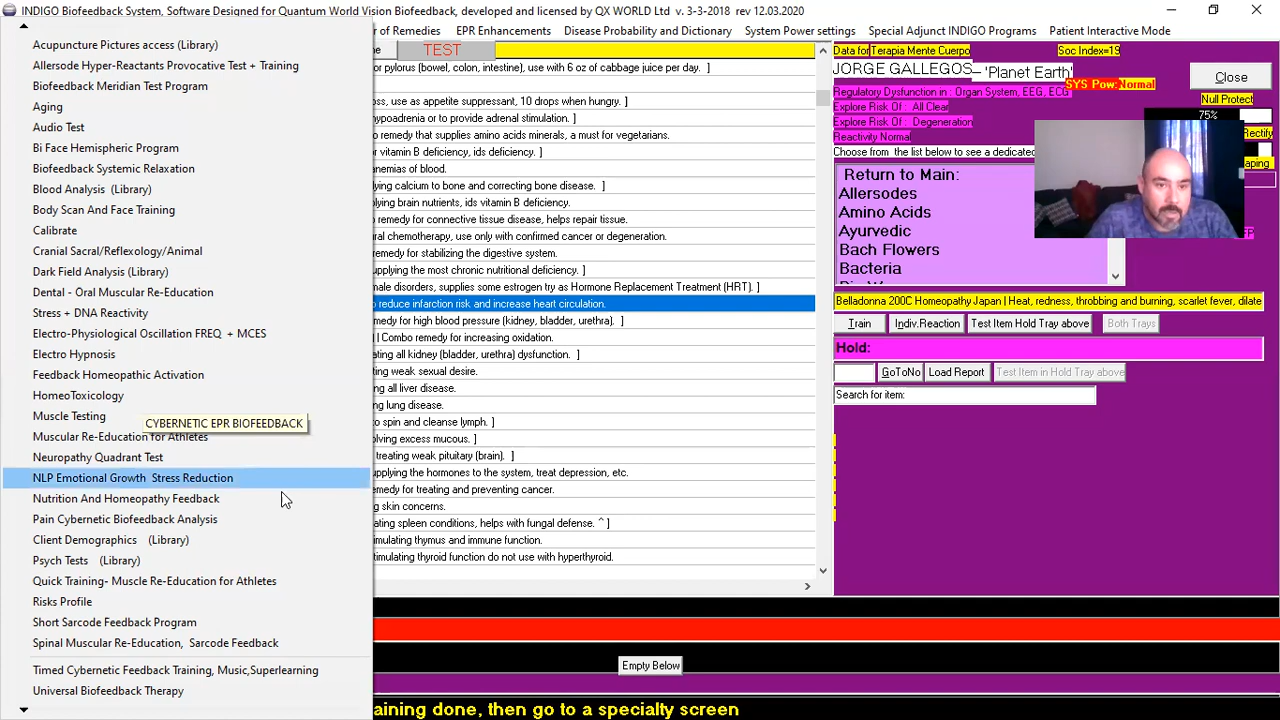 INDIGO Biofeedback System, Software Designed for Quantum World Vision Biofeedback, developed and licensed by QX WORLD Ltd v. 3-3-2018 rev 12.03.2020
of Remedies EPR Enhancements Disease Probability and Dictionary System Power settings Special Adjunct INDIGO Programs Patient Interactive Mode
Acupuncture Pictures access (Library)
Allersode Hyper-Reactants Provocative Test + Training
Biofeedback Meridian Test Program
Aging
Audio Test
Bi Face Hemispheric Program
Biofeedback Systemic Relaxation
Blood Analysis (Library)
Body Scan And Face Training
Calibrate
Cranial Sacral/Reflexology/Animal
Dark Field Analysis (Library)
Dental - Oral Muscular Re-Education
Stress + DNA Reactivity
Electro-Physiological Oscillation FREQ + MCES
Electro Hypnosis
Feedback Homeopathic Activation
HomeoToxicology
Muscle Testing
CYBERNETIC EPR BIOFEEDBACK
Muscular Re-Education for Athletes
Neuropathy Quadrant Test
NLP Emotional Growth Stress Reduction
Nutrition And Homeopathy Feedback
Pain Cybernetic Biofeedback Analysis
Client Demographics (Library)
Psych Tests (Library)
Quick Training- Muscle Re-Education for Athletes
Risks Profile
Short Sarcode Feedback Program
Spinal Muscular Re-Education, Sarcode Feedback
Timed Cybernetic Feedback Training, Music,Superlearning
Universal Biofeedback Therapy
me TEST
or pylorus (bowel, colon, intestine), use with 6 oz of cabbage juice per day. ]
oss, use as appetite suppressant, 10 drops when hungry. ]
hypoadrenia or to provide adrenal stimulation. ]
o remedy that supplies amino acids minerals, a must for vegetarians.
or vitamin B deficiency, ids deficiency. ]
anemias of blood.
lying calcium to bone and correcting bone disease. ]
plying brain nutrients, ids vitamin B deficiency.
remedy for connective tissue disease, helps repair tissue.
ral chemotherapy, use only with confirmed cancer or degeneration.
remedy for stabilizing the digestive system.
upplying the most chronic nutritional deficiency. ]
male disorders, supplies some estrogen try as Hormone Replacement Treatment (HRT). ]
o reduce infarction risk and increase heart circulation.
emedy for high blood pressure (kidney, bladder, urethra). ]
| Combo remedy for increasing oxidation.
ating all kidney (bladder, urethra) dysfunction. ]
ting weak sexual desire.
ing all liver disease.
ing lung disease.
to spin and cleanse lymph. ]
olving excess mucous. ]
treating weak pituitary (brain). ]
upplying the hormones to the system, treat depression, etc.
emedy for treating and preventing cancer.
ng skin concerns.
ating spleen conditions, helps with fungal defense. ^ ]
timulating thymus and immune function.
timulating thyroid function do not use with hyperthyroid.
Data for Terapia Mente Cuerpo Soc Index=19
JORGE GALLEGOS – 'Planet Earth'
SYS Pow:Normal
Close
Regulatory Dysfunction in : Organ System, EEG, ECG
Null Protect
Explore Risk Of : All Clear
75%
Explore Risk Of : Degeneration
Rectify
Reactivity Normal
Choose from the list below to see a dedicated
aping
Return to Main:
Allersodes
Amino Acids
Ayurvedic
Bach Flowers
Bacteria
Belladonna 200C Homeopathy Japan | Heat, redness, throbbing and burning, scarlet fever, dilate
Train Indiv.Reaction Test Item Hold Tray above Both Trays
Hold:
GoToNo Load Report Test Item in Hold Tray above
Search for item:
Empty Below
aining done, then go to a specialty screen